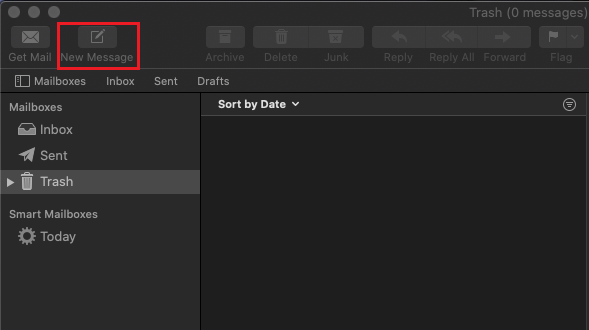 Trash (0 messages)
Get Mail New Message Archive Delete Junk Reply Reply All Forward Flag
Mailboxes Inbox Sent Drafts
Mailboxes
Sort by Date
Inbox
Sent
Trash
Smart Mailboxes
Today